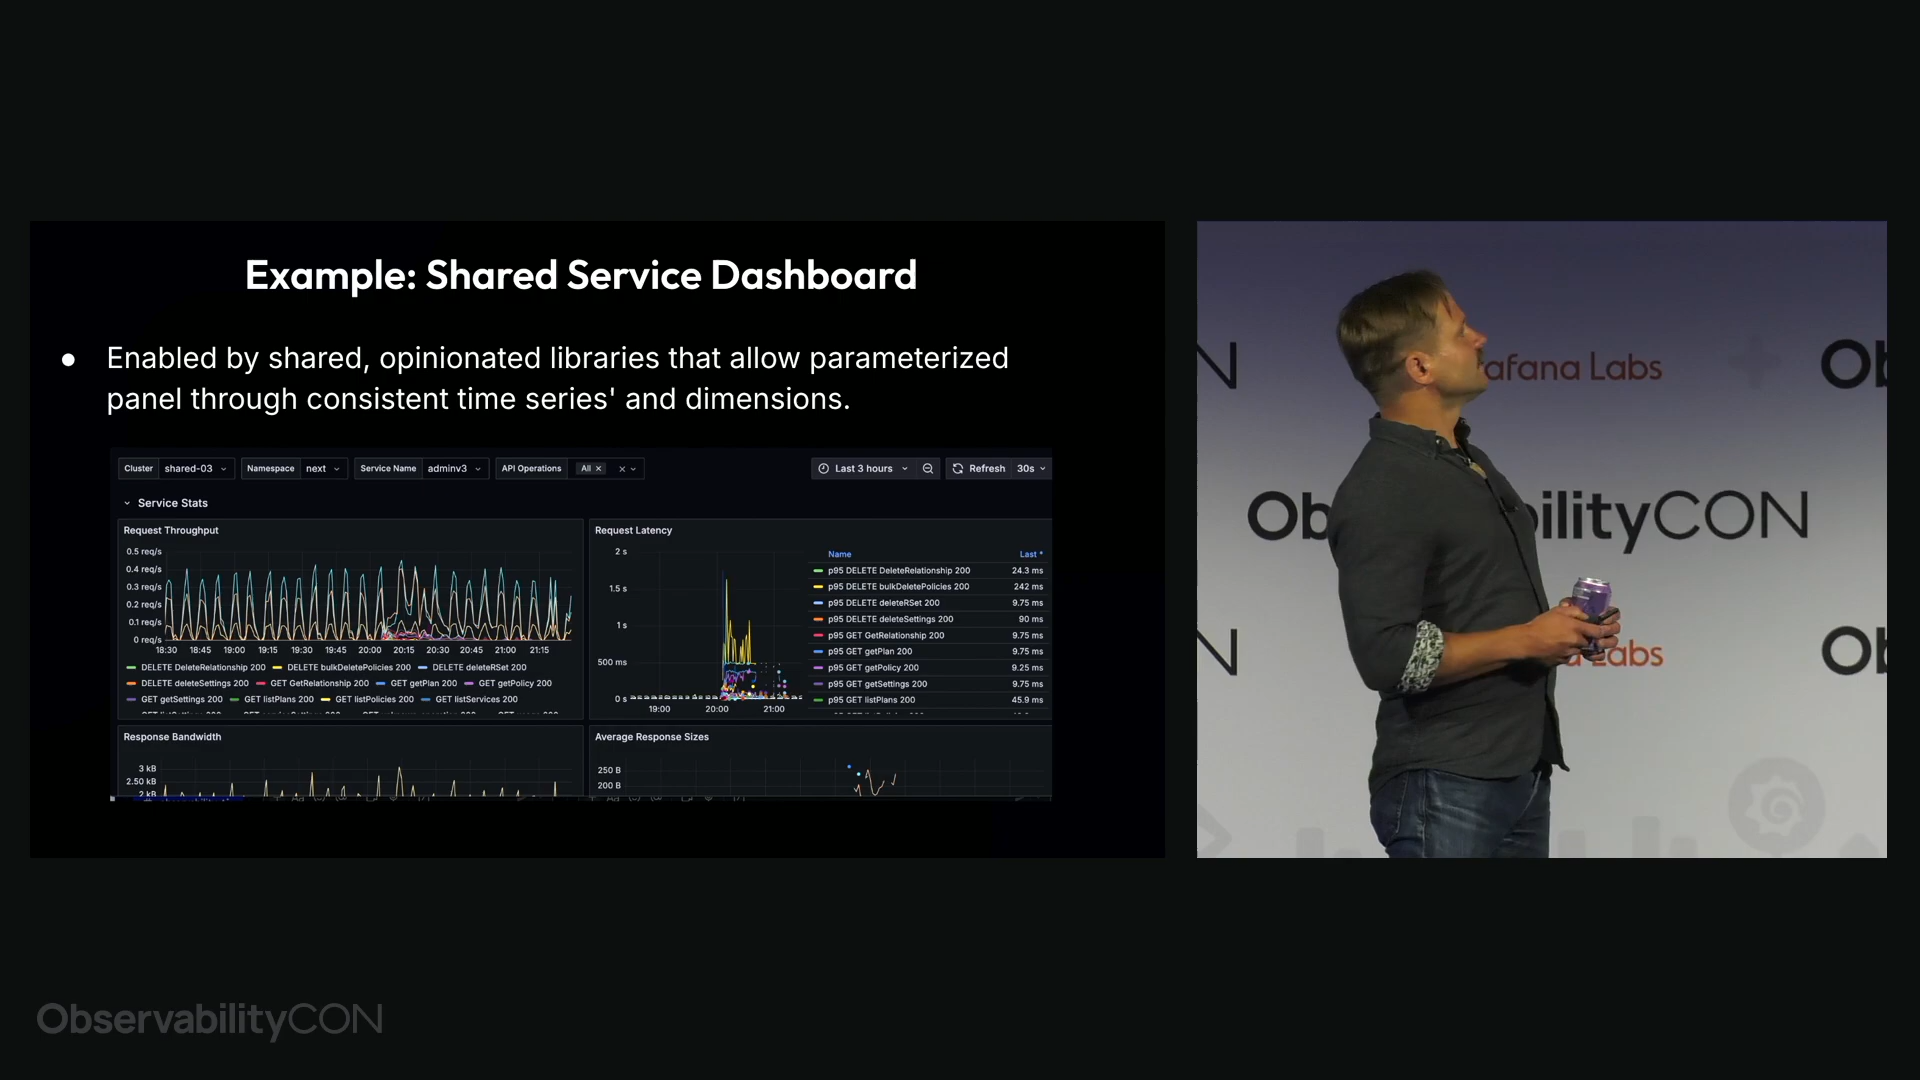 Example: Shared Service Dashboard
● Enabled by shared, opinionated libraries that allow parameterized
panel through consistent time series' and dimensions.
Cluster shared-03 Namespace next Service Name adminv3 API Operations All × × Last 3 hours Refresh 30s
Service Stats
Request Throughput
0.5 req/s
0.4 req/s
0.3 req/s
0.2 req/s
0.1 req/s
0 req/s
18:30 18:45 19:00 19:15 19:30 19:45 20:00 20:15 20:30 20:45 21:00 21:15
DELETE DeleteRelationship 200 DELETE bulkDeletePolicies 200 DELETE deleteRSet 200
DELETE deleteSettings 200 GET GetRelationship 200 GET getPlan 200 GET getPolicy 200
GET getSettings 200 GET listPlans 200 GET listPolicies 200 GET listServices 200
Request Latency
2 s
1.5 s
1 s
500 ms
0 s
19:00 20:00 21:00
Name Last *
p95 DELETE DeleteRelationship 200 24.3 ms
p95 DELETE bulkDeletePolicies 200 242 ms
p95 DELETE deleteRSet 200 9.75 ms
p95 DELETE deleteSettings 200 90 ms
p95 GET GetRelationship 200 9.75 ms
p95 GET getPlan 200 9.75 ms
p95 GET getPolicy 200 9.25 ms
p95 GET getSettings 200 9.75 ms
p95 GET listPlans 200 45.9 ms
Response Bandwidth
3 kB
2.50 kB
2 kB
Average Response Sizes
250 B
200 B
N afana Labs Ob
Ob ilityCON
N a Labs Ob
ObservabilityCON